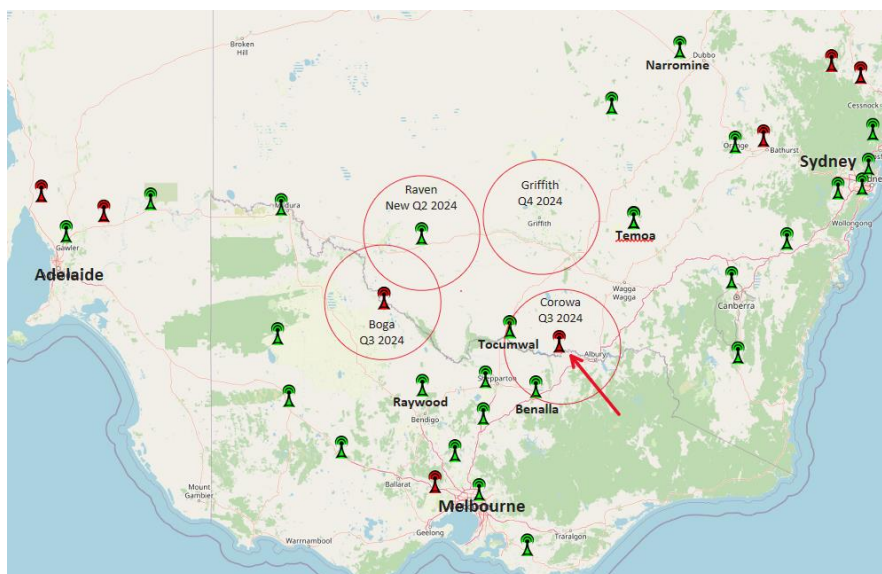 Broken
Hill
Narromine
Dubbo
Cessnock
Orange
Bathurst
Sydney
Raven
New Q2 2024
Griffith
Q4 2024
Griffith
Temoa
Wollongong
Gawler
Adelaide
Wagga
Wagga
Canberra
Corowa
Q3 2024
Boga
Q3 2024
Tocumwal
Albury
Shepparton
Raywood
Benalla
Bendigo
Mount
Gambier
Ballarat
Melbourne
Geelong
Warrnambool
Traralgon